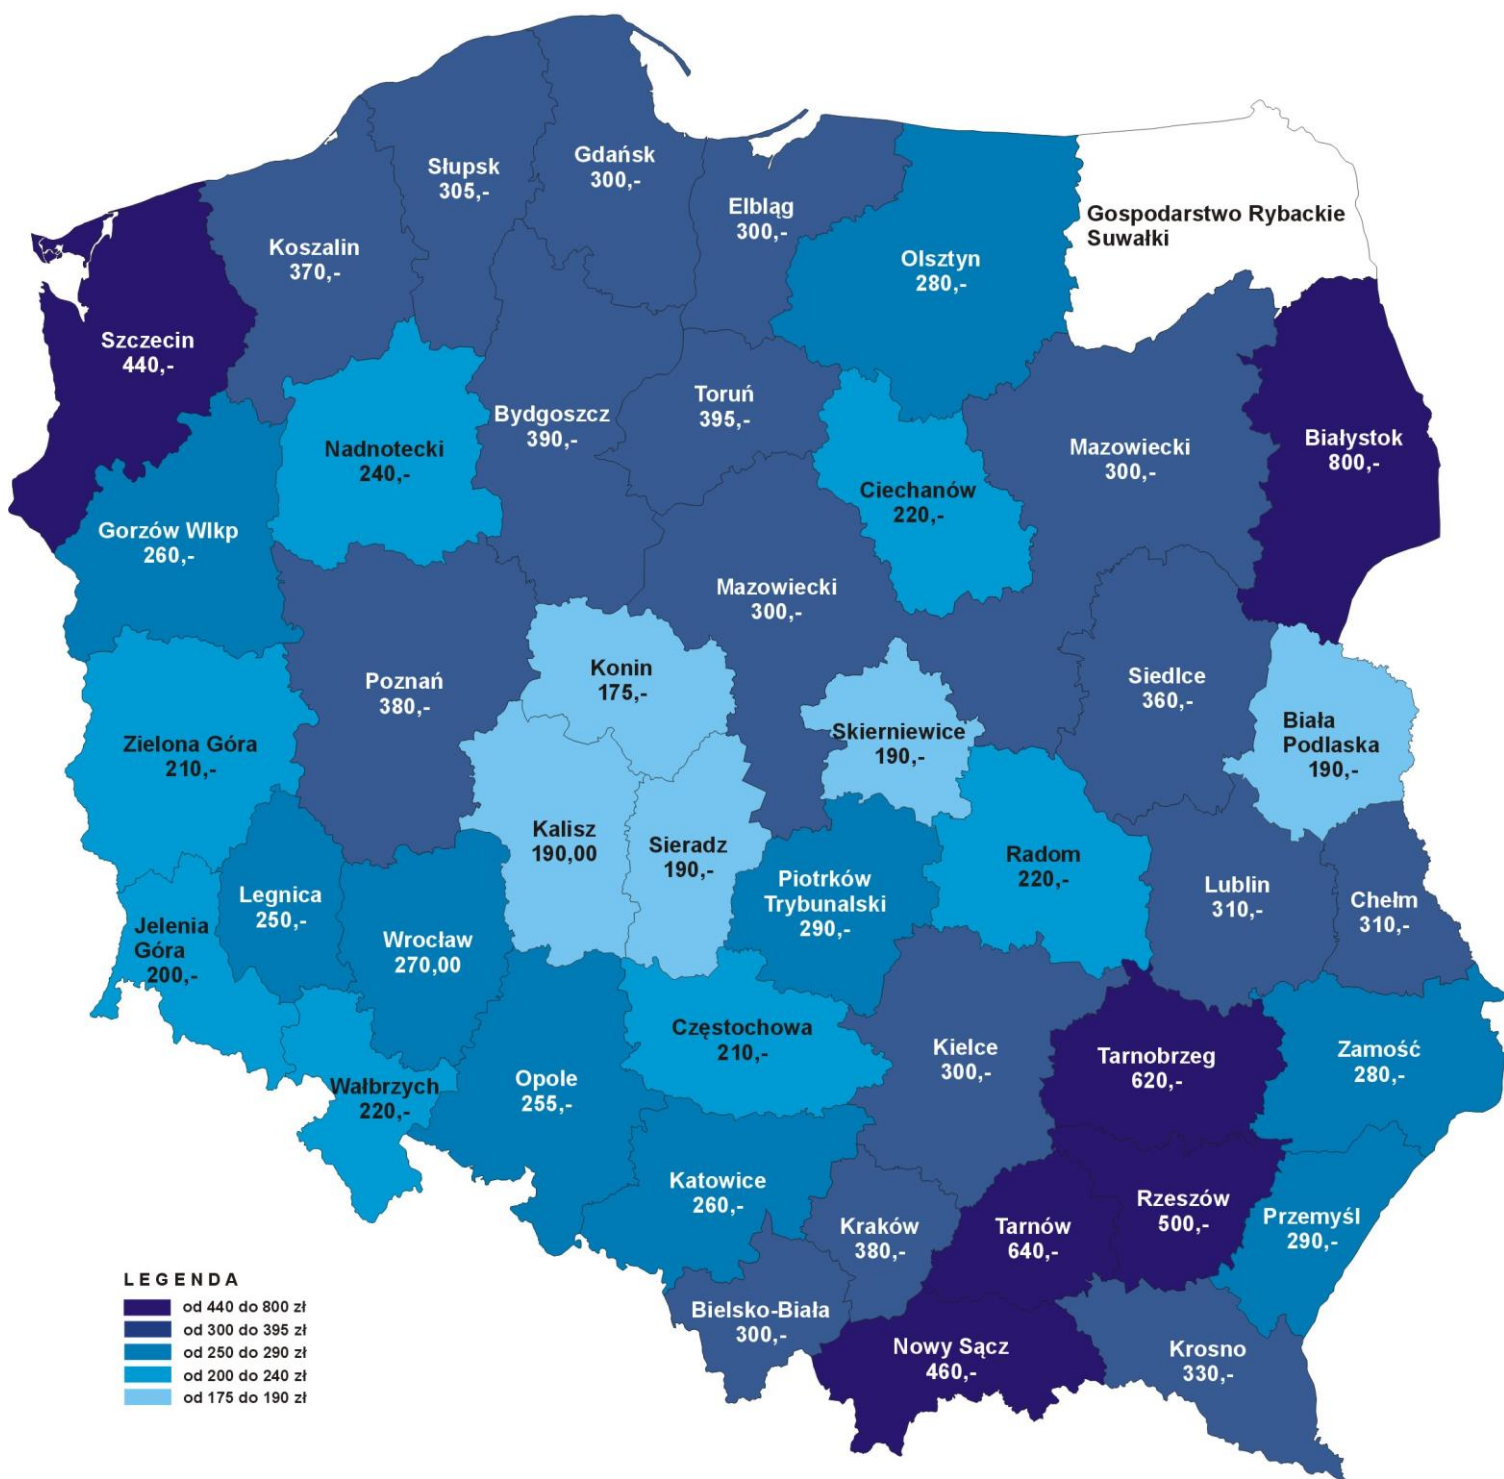 Słupsk
305,-
Gdańsk
300,-
Elbląg
300,-
Gospodarstwo Rybackie
Suwałki
Koszalin
370,-
Olsztyn
280,-
Szczecin
440,-
Toruń
395,-
Bydgoszcz
390,-
Nadnotecki
240,-
Mazowiecki
300,-
Białystok
800,-
Ciechanów
220,-
Gorzów Wlkp
260,-
Mazowiecki
300,-
Konin
175,-
Poznań
380,-
Siedlce
360,-
Biała
Podlaska
190,-
Zielona Góra
210,-
Skierniewice
190,-
Kalisz
190,00
Sieradz
190,-
Radom
220,-
Piotrków
Trybunalski
290,-
Legnica
250,-
Lublin
310,-
Chełm
310,-
Jelenia
Góra
200,-
Wrocław
270,00
Częstochowa
210,-
Kielce
300,-
Tarnobrzeg
620,-
Zamość
280,-
Wałbrzych
220,-
Opole
255,-
Katowice
260,-
Kraków
380,-
Tarnów
640,-
Rzeszów
500,-
Przemyśl
290,-
Bielsko-Biała
300,-
Nowy Sącz
460,-
Krosno
330,-
LEGENDA
od 440 do 800 zł
od 300 do 395 zł
od 250 do 290 zł
od 200 do 240 zł
od 175 do 190 zł